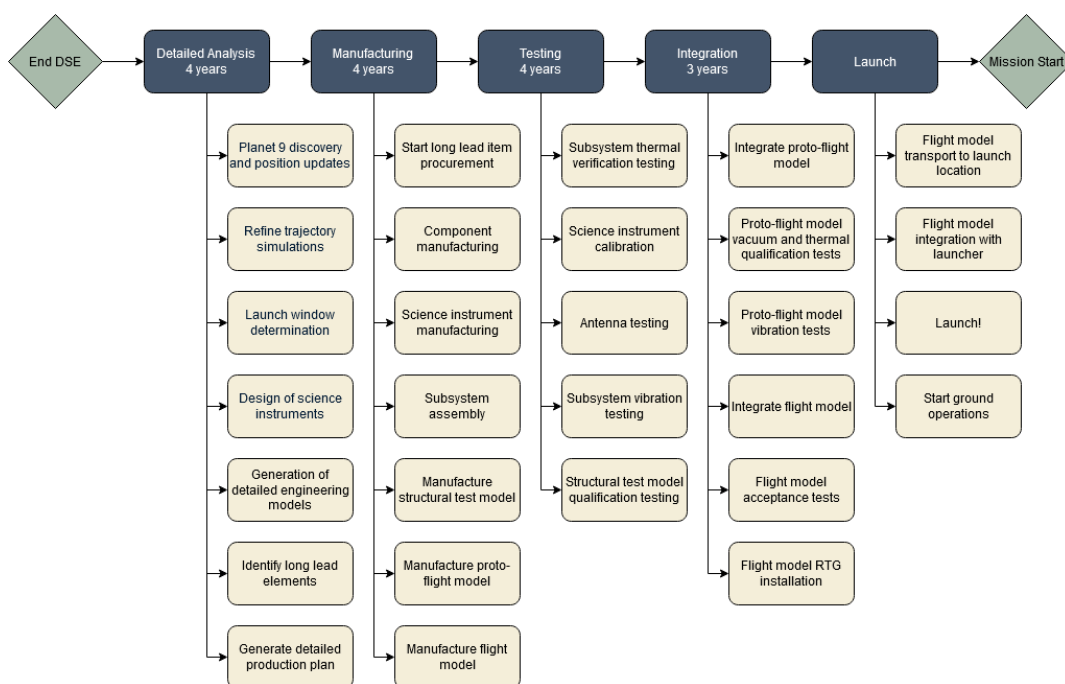 End DSE
Detailed Analysis
4 years
Manufacturing
4 years
Testing
4 years
Integration
3 years
Launch
Mission Start
Planet 9 discovery
and position updates
Refine trajectory
simulations
Launch window
determination
Design of science
instruments
Generation of
detailed engineering
models
Identify long lead
elements
Generate detailed
production plan
Start long lead item
procurement
Component
manufacturing
Science instrument
manufacturing
Subsystem
assembly
Manufacture
structural test model
Manufacture proto-
flight model
Manufacture flight
model
Subsystem thermal
verification testing
Science instrument
calibration
Antenna testing
Subsystem vibration
testing
Structural test model
qualification testing
Integrate proto-flight
model
Proto-flight model
vacuum and thermal
qualification tests
Proto-flight model
vibration tests
Integrate flight model
Flight model
acceptance tests
Flight model RTG
installation
Flight model
transport to launch
location
Flight model
integration with
launcher
Launch!
Start ground
operations